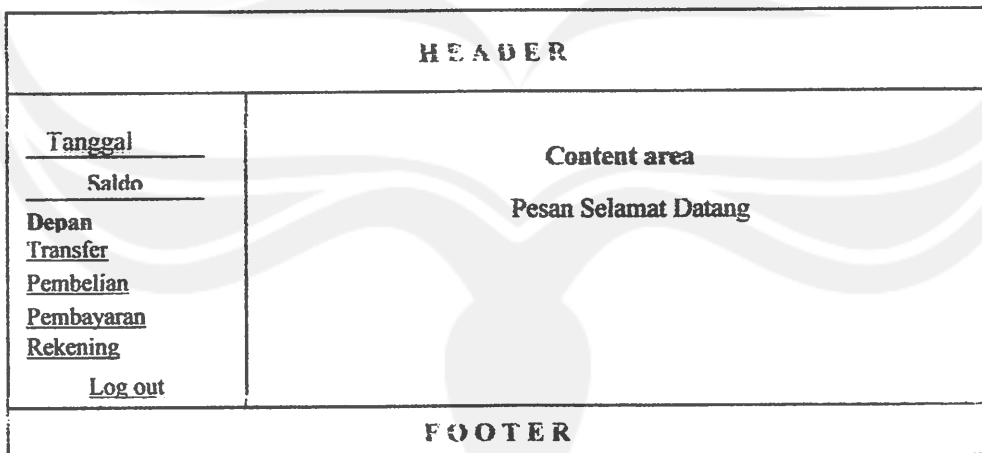 HEADER
Tanggal
Saldo
Depan
Transfer
Pembelian
Pembayaran
Rekening
Log out
Content area
Pesan Selamat Datang
FOOTER